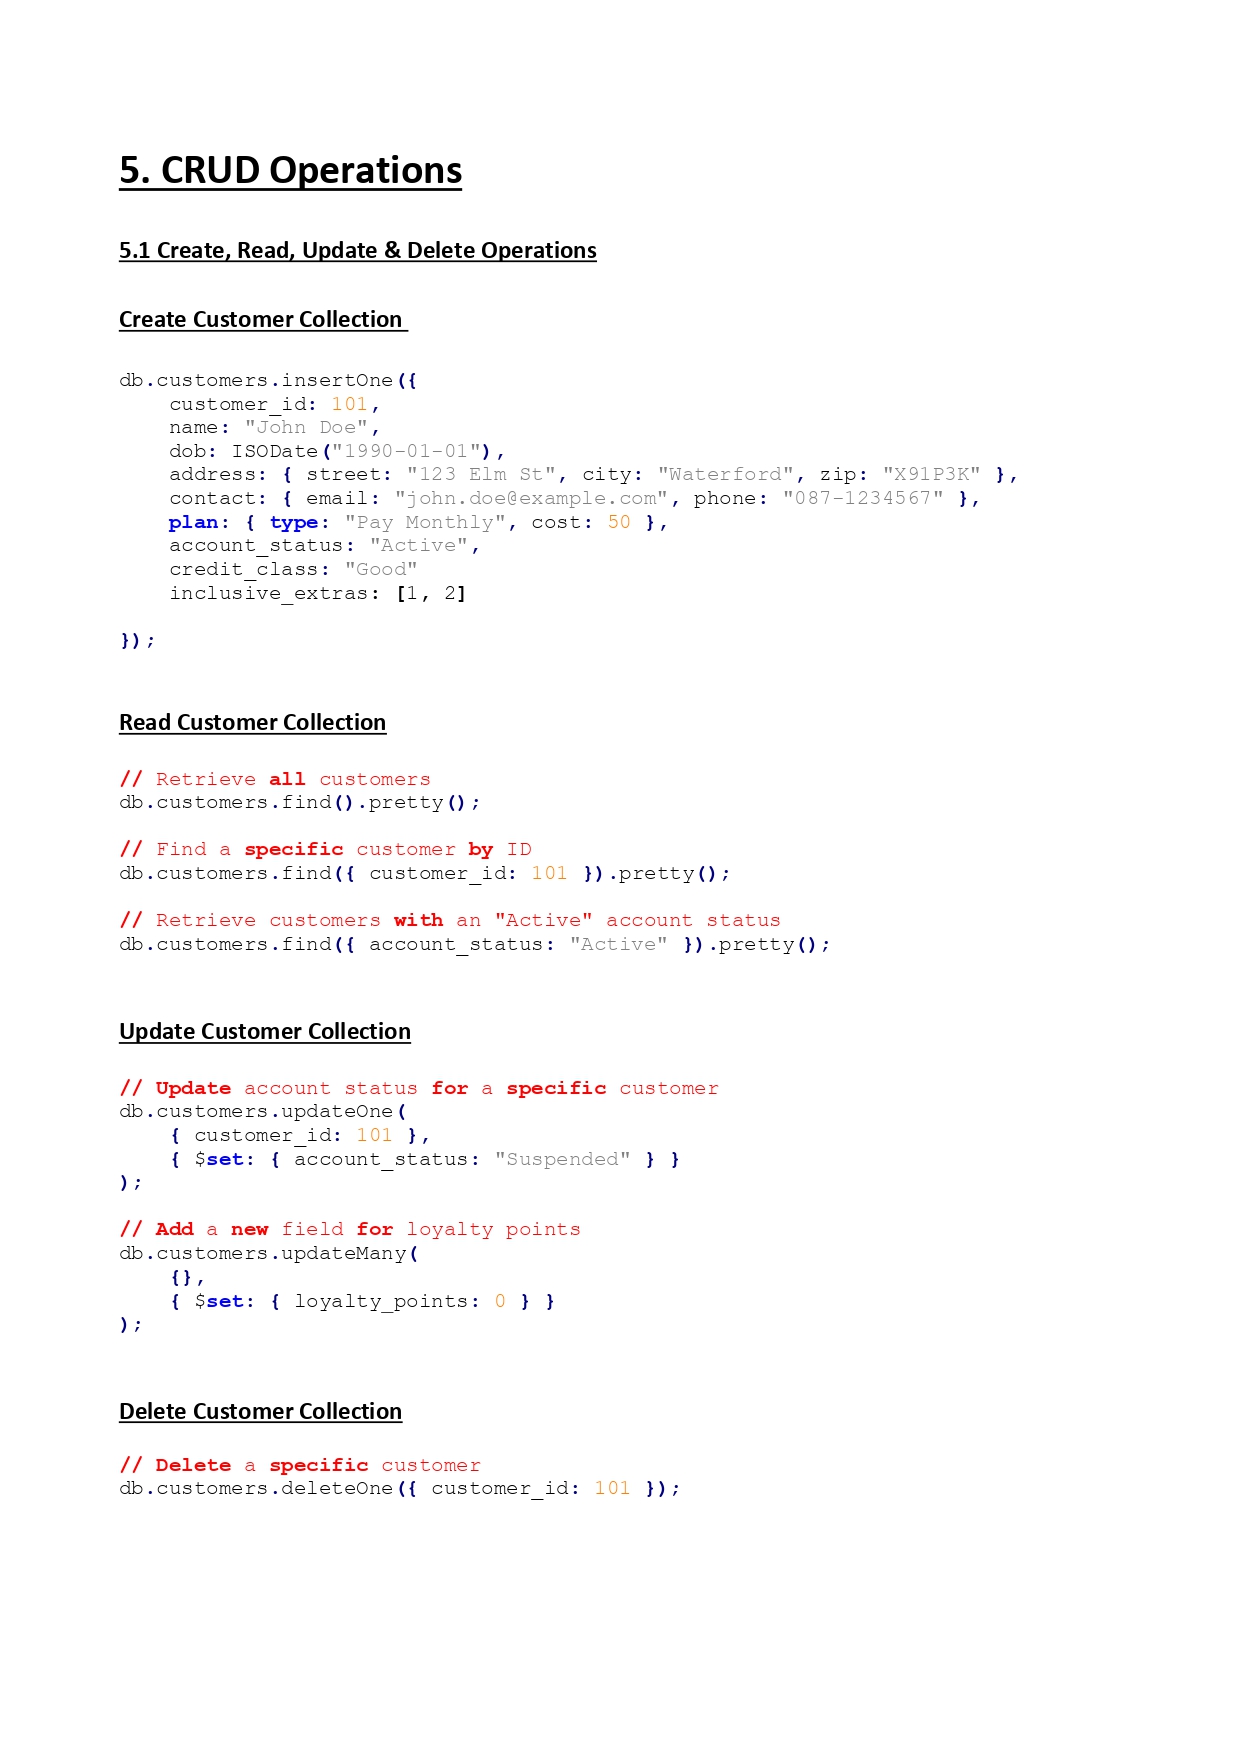 5. CRUD Operations
5.1 Create, Read, Update & Delete Operations
Create Customer Collection
db.customers.insertOne({
    customer_id: 101,
    name: "John Doe",
    dob: ISODate("1990-01-01"),
    address: { street: "123 Elm St", city: "Waterford", zip: "X91P3K" },
    contact: { email: "john.doe@example.com", phone: "087-1234567" },
    plan: { type: "Pay Monthly", cost: 50 },
    account_status: "Active",
    credit_class: "Good"
    inclusive_extras: [1, 2]
});
Read Customer Collection
// Retrieve all customers
db.customers.find().pretty();
// Find a specific customer by ID
db.customers.find({ customer_id: 101 }).pretty();
// Retrieve customers with an "Active" account status
db.customers.find({ account_status: "Active" }).pretty();
Update Customer Collection
// Update account status for a specific customer
db.customers.updateOne(
    { customer_id: 101 },
    { $set: { account_status: "Suspended" } }
);
// Add a new field for loyalty points
db.customers.updateMany(
    {},
    { $set: { loyalty_points: 0 } }
);
Delete Customer Collection
// Delete a specific customer
db.customers.deleteOne({ customer_id: 101 });